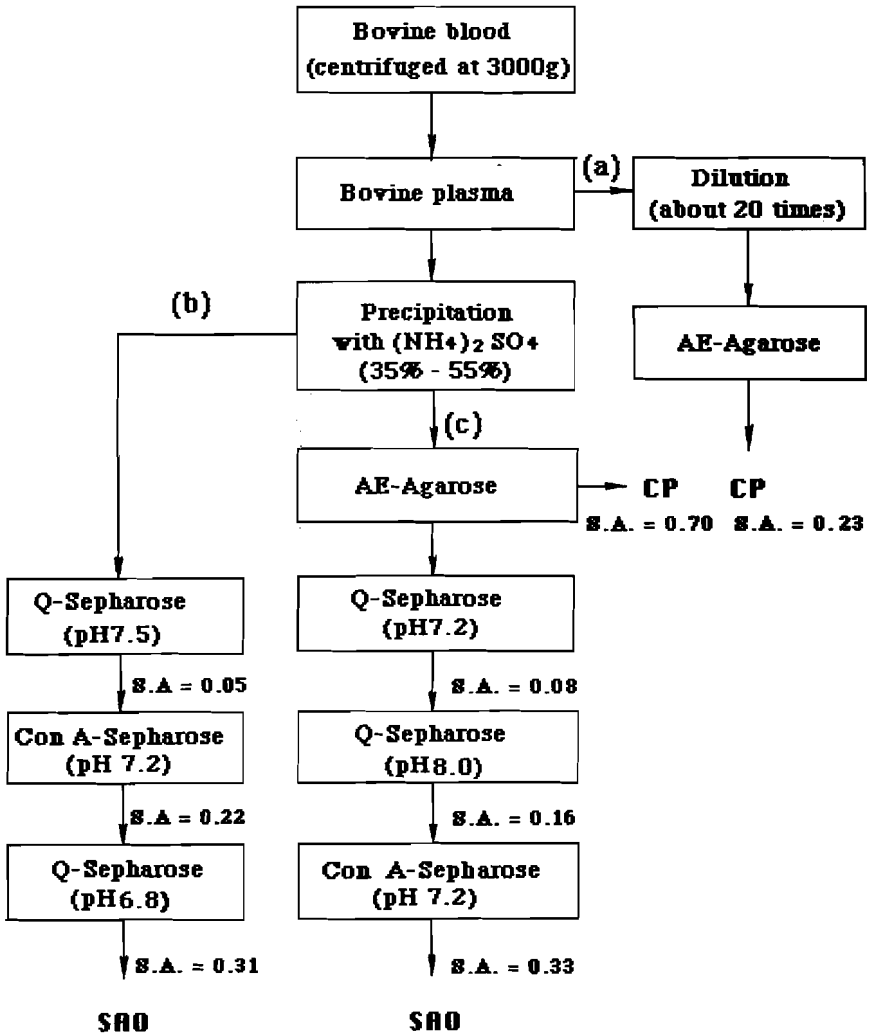 Bovine blood
(centrifuged at 3000g)
Bovine plasma
(a)
Dilution
(about 20 times)
(b)
Precipitation
with (NH4)2 SO4
(35% - 55%)
AE-Agarose
(c)
AE-Agarose
CP CP
S.A. = 0.70 S.A. = 0.23
Q-Sepharose
(pH7.5)
Q-Sepharose
(pH7.2)
S.A = 0.05
S.A. = 0.08
Con A-Sepharose
(pH 7.2)
Q-Sepharose
(pH8.0)
S.A = 0.22
S.A. = 0.16
Q-Sepharose
(pH6.8)
Con A-Sepharose
(pH 7.2)
S.A. = 0.31
S.A. = 0.33
SAO
SAO